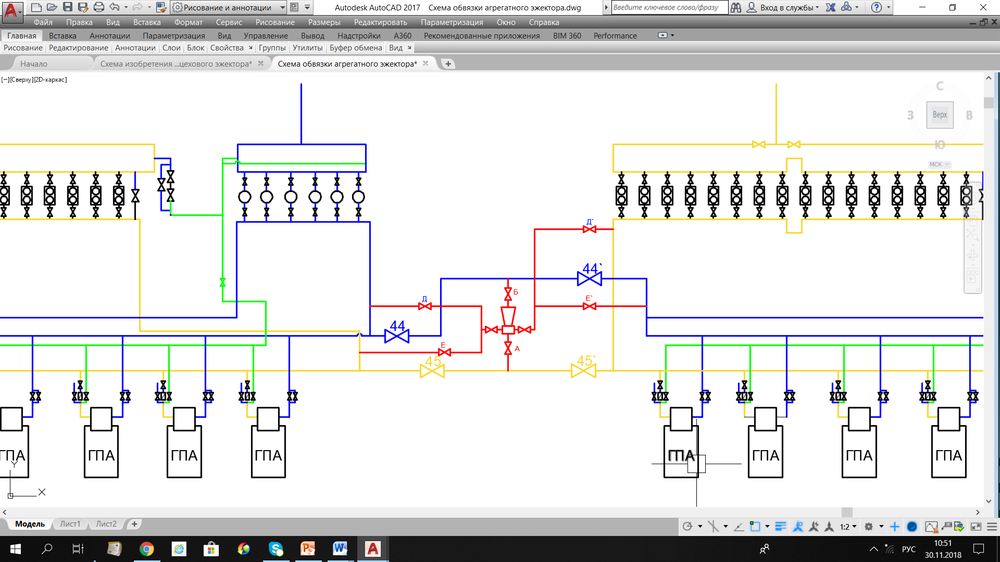 Рисование и аннотации
Autodesk AutoCAD 2017 Схема обвязки агрегатного эжектора.dwg
Введите ключевое слово/фразу
Вход в службы
Файл Правка Вид Вставка Формат Сервис Рисование Размеры Редактировать Параметризация Окно Справка
Главная Вставка Аннотации Параметризация Вид Управление Вывод Надстройки A360 Рекомендованные приложения BIM 360 Performance
Рисование Редактирование Аннотации Слои Блок Свойства Группы Утилиты Буфер обмена Вид
Начало Схема изобретения ...цехового эжектора* Схема обвязки агрегатного эжектора*
[−][Сверху][2D-каркас]
С
З Верх В
Ю
МСК
Д`
44`
Б
Д Е`
44
Е А
45 45`
ГПА ГПА ГПА ГПА ГПА ГПА ГПА ГПА
Y
X
Модель Лист1 Лист2
1:2
РУС
10:51
30.11.2018